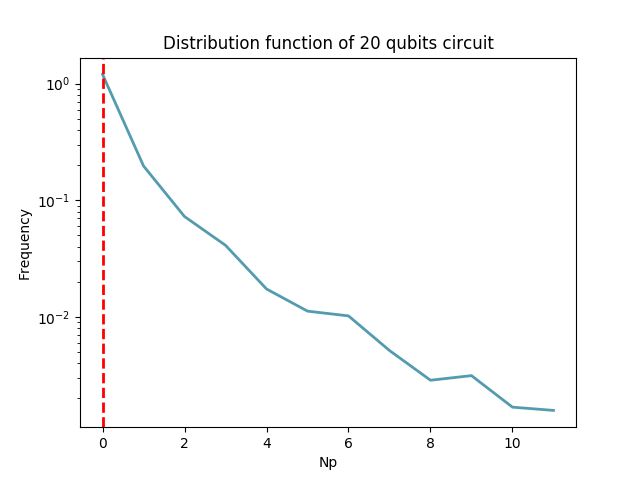 Distribution function of 20 qubits circuit
Frequency
10⁰
10⁻¹
10⁻²
0 2 4 6 8 10
Np